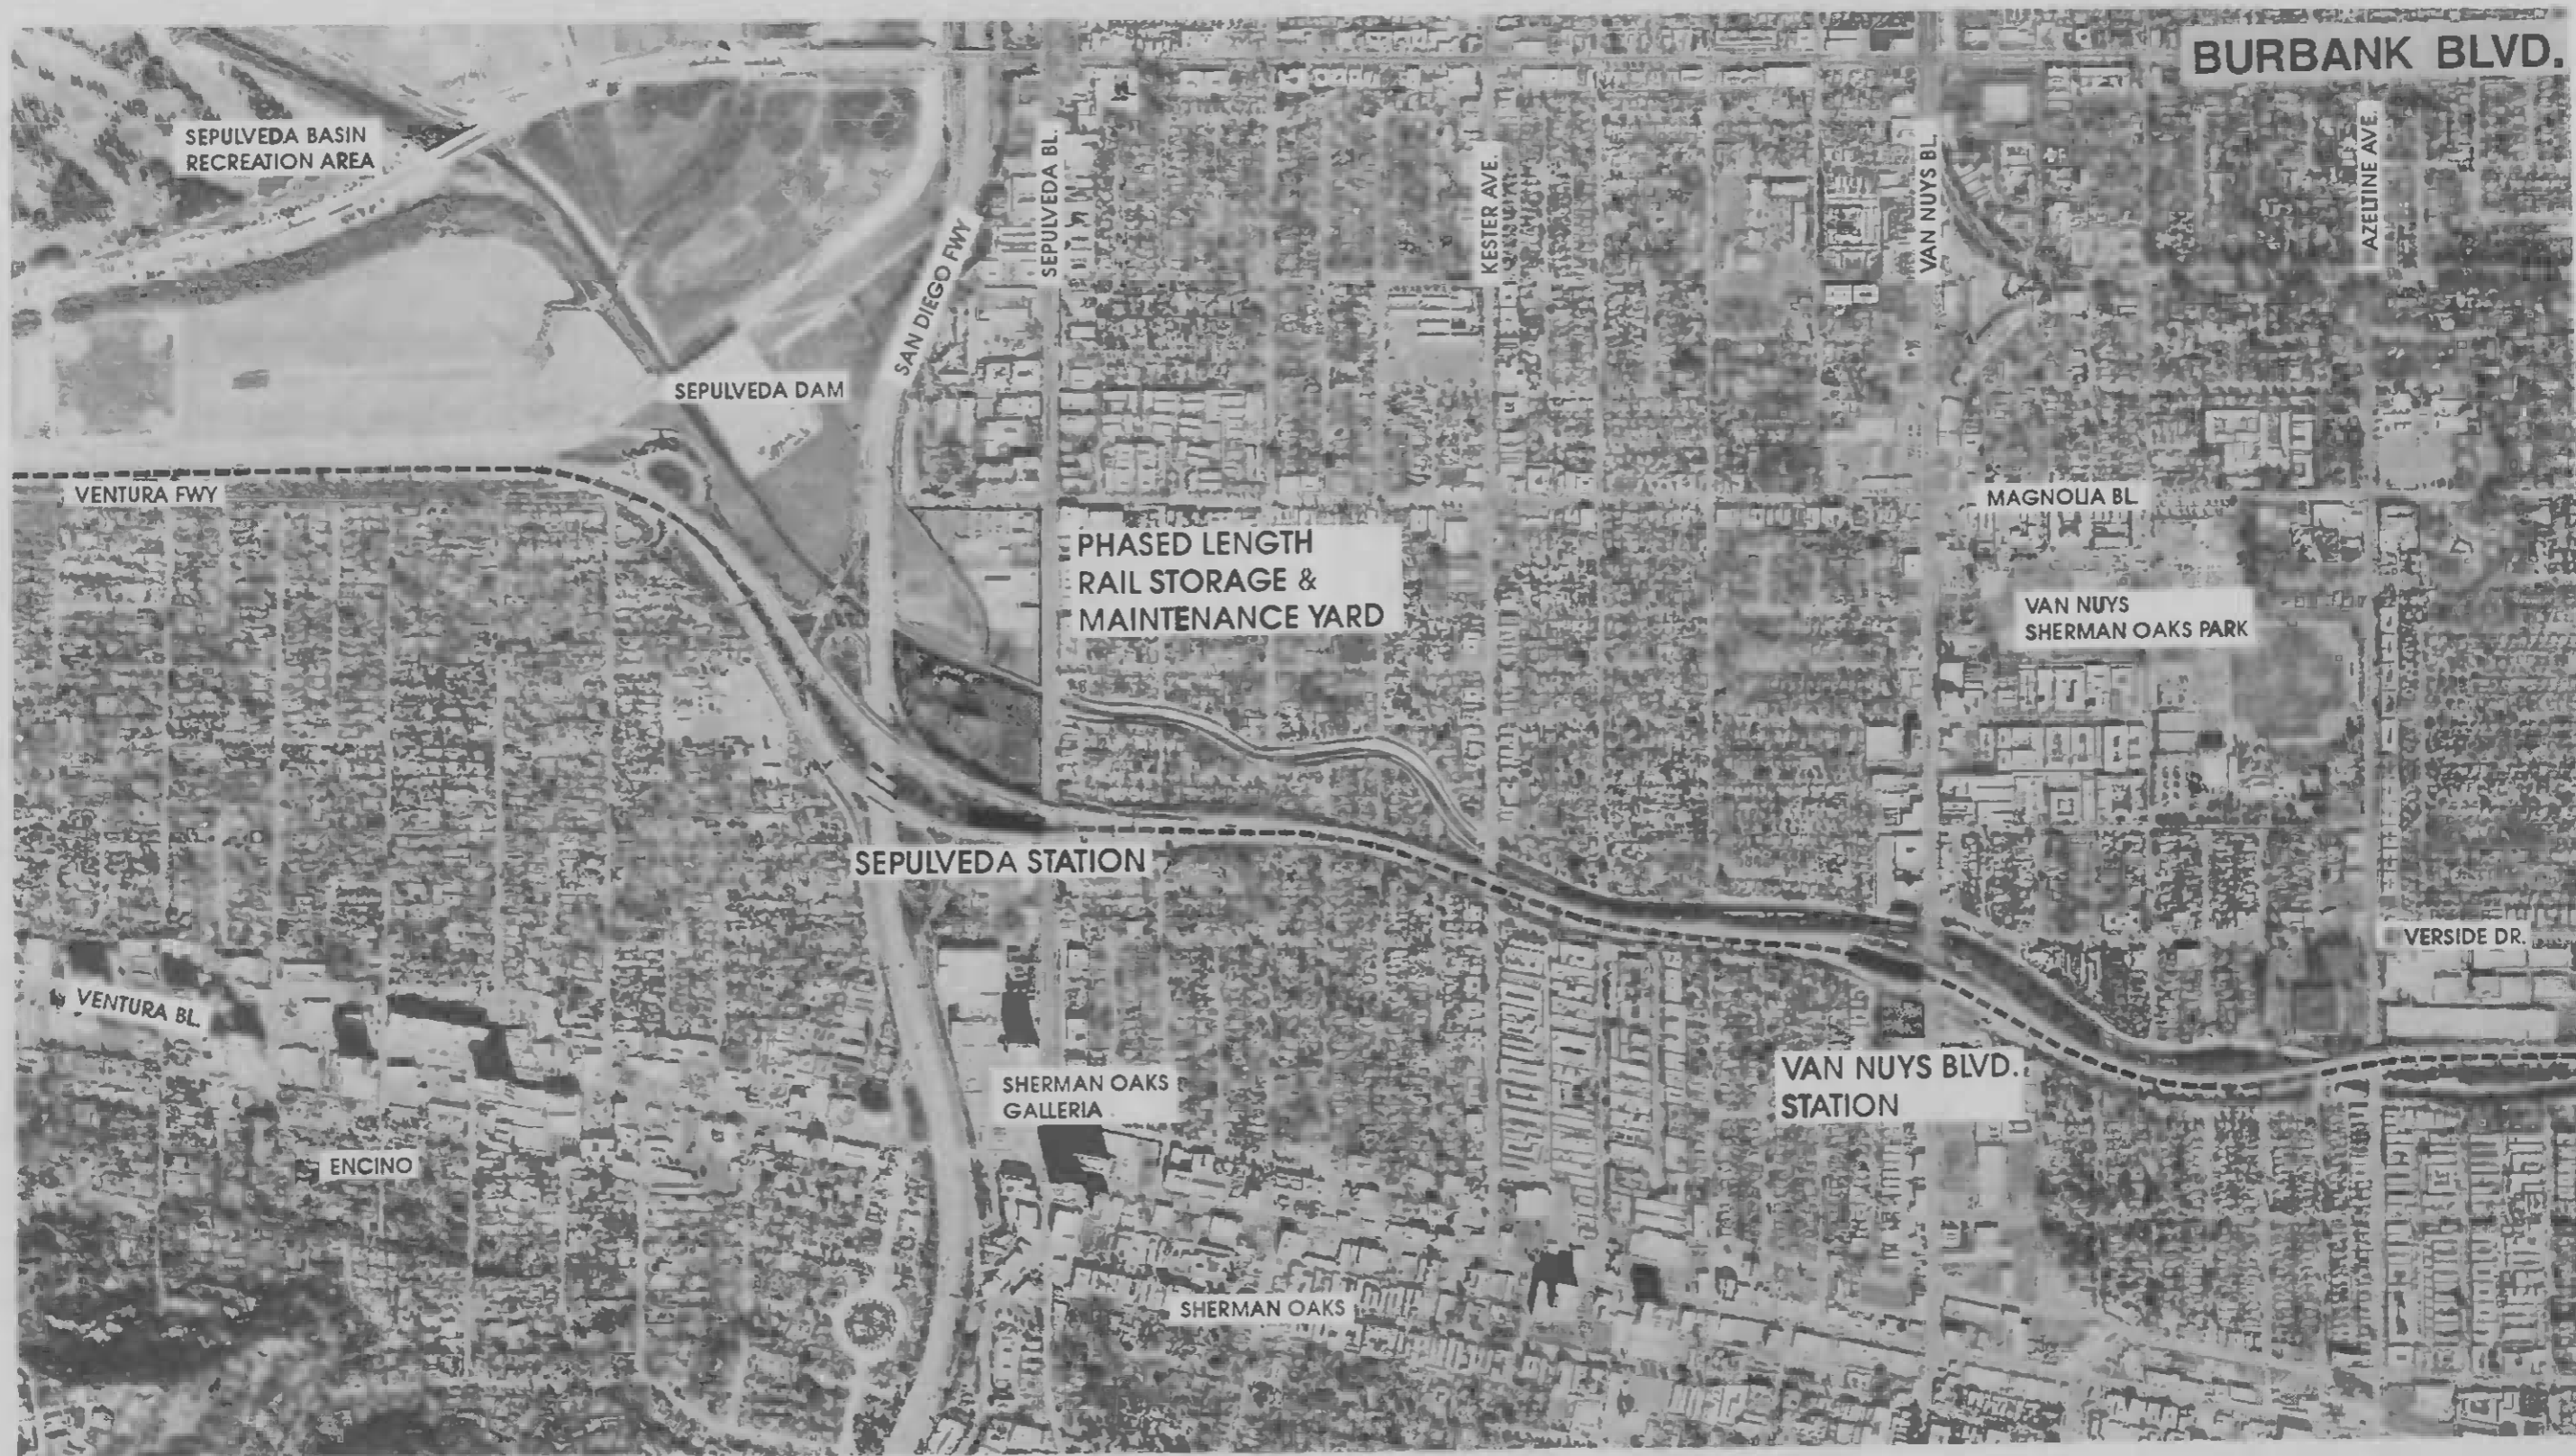 BURBANK BLVD.
SEPULVEDA BASIN
RECREATION AREA
SEPULVEDA BL.
KESTER AVE.
VAN NUYS BL.
AZELTINE AVE.
SAN DIEGO FWY
SEPULVEDA DAM
VENTURA FWY
MAGNOLIA BL
PHASED LENGTH
RAIL STORAGE &
MAINTENANCE YARD
VAN NUYS
SHERMAN OAKS PARK
SEPULVEDA STATION
VERSIDE DR.
VENTURA BL.
VAN NUYS BLVD.
STATION
SHERMAN OAKS
GALLERIA
ENCINO
SHERMAN OAKS